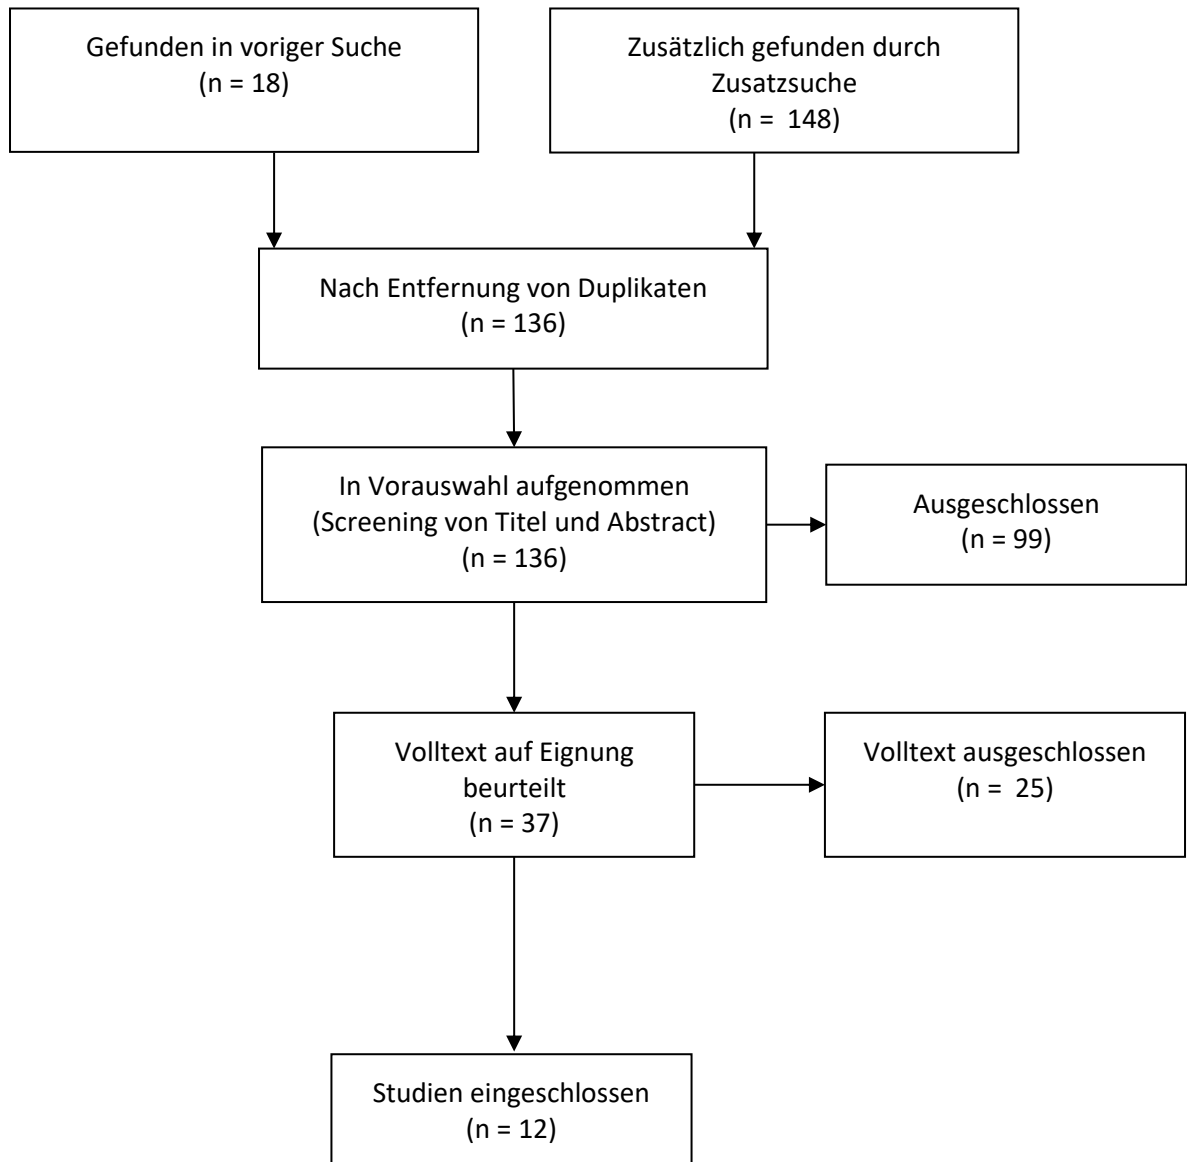 Gefunden in voriger Suche
(n = 18)
Zusätzlich gefunden durch
Zusatzsuche
(n =  148)
Nach Entfernung von Duplikaten
(n = 136)
In Vorauswahl aufgenommen
(Screening von Titel und Abstract)
(n = 136)
Ausgeschlossen
(n = 99)
Volltext auf Eignung
beurteilt
(n = 37)
Volltext ausgeschlossen
(n =  25)
Studien eingeschlossen
(n = 12)